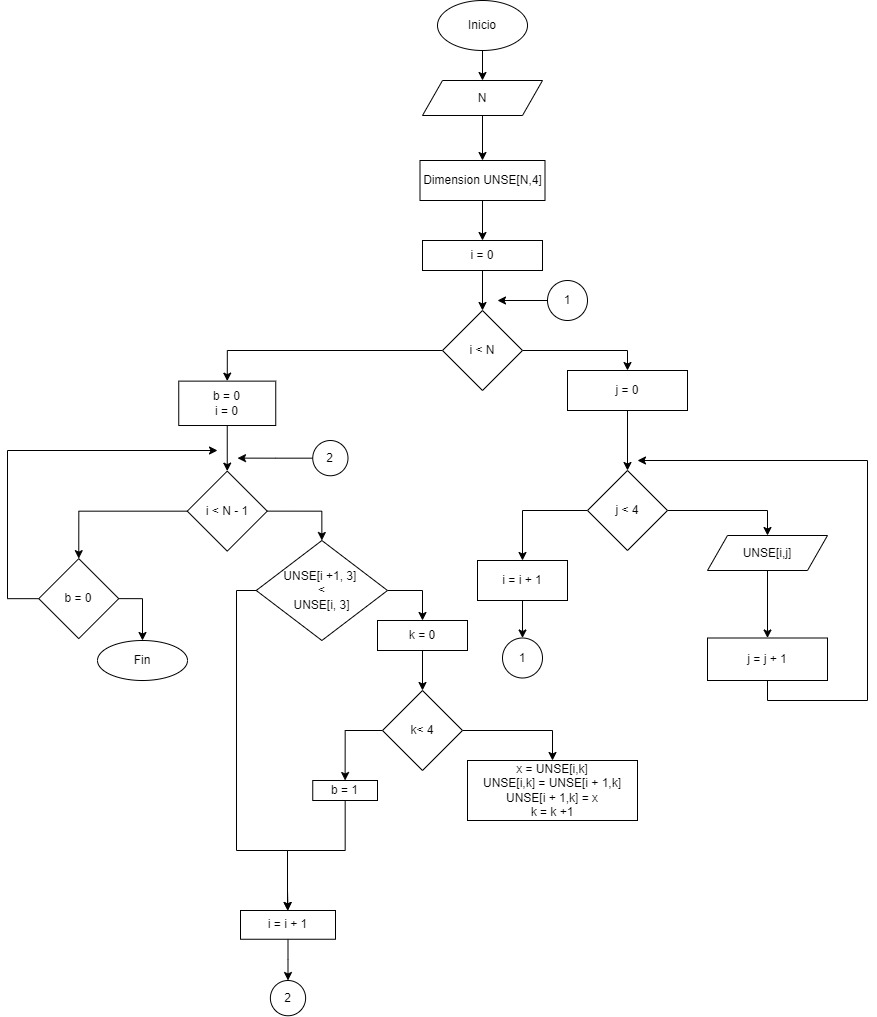 Inicio
N
Dimension UNSE[N,4]
i = 0
1
i < N
b = 0
i = 0
j = 0
2
i < N - 1
j < 4
UNSE[i,j]
UNSE[i +1, 3]
<
UNSE[i, 3]
i = i + 1
b = 0
k = 0
Fin
1
j = j + 1
k< 4
x = UNSE[i,k]
UNSE[i,k] = UNSE[i + 1,k]
UNSE[i + 1,k] = x
k = k +1
b = 1
i = i + 1
2